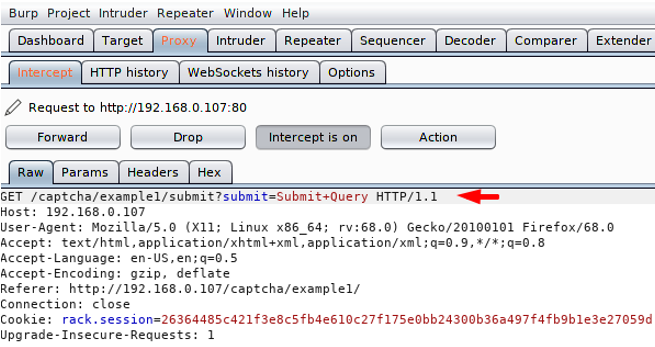 Burp Project Intruder Repeater Window Help
Dashboard Target Proxy Intruder Repeater Sequencer Decoder Comparer Extender
Intercept HTTP history WebSockets history Options
Request to http://192.168.0.107:80
Forward Drop Intercept is on Action
Raw Params Headers Hex
GET /captcha/example1/submit?submit=Submit+Query HTTP/1.1
Host: 192.168.0.107
User-Agent: Mozilla/5.0 (X11; Linux x86_64; rv:68.0) Gecko/20100101 Firefox/68.0
Accept: text/html,application/xhtml+xml,application/xml;q=0.9,*/*;q=0.8
Accept-Language: en-US,en;q=0.5
Accept-Encoding: gzip, deflate
Referer: http://192.168.0.107/captcha/example1/
Connection: close
Cookie: rack.session=26364485c421f3e8c5fb4e610c27f175e0bb24300b36a497f4fb9b1e3e27059d
Upgrade-Insecure-Requests: 1